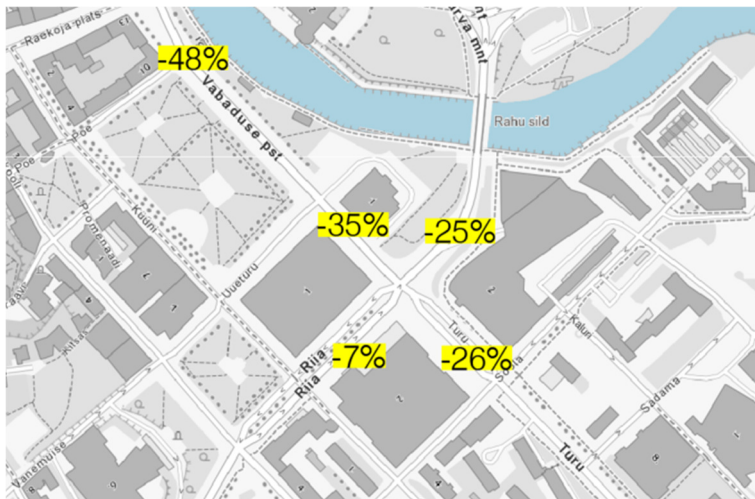 Raekoja plats
-48%
Vabaduse pst
Rahu sild
Poe
Poe
Küüni
Promenaadi
Uueturu
-35%
-25%
-7%
-26%
Riia
Riia
Turu
Soola
Kaluri
Sadama
Vanemuise
Turu